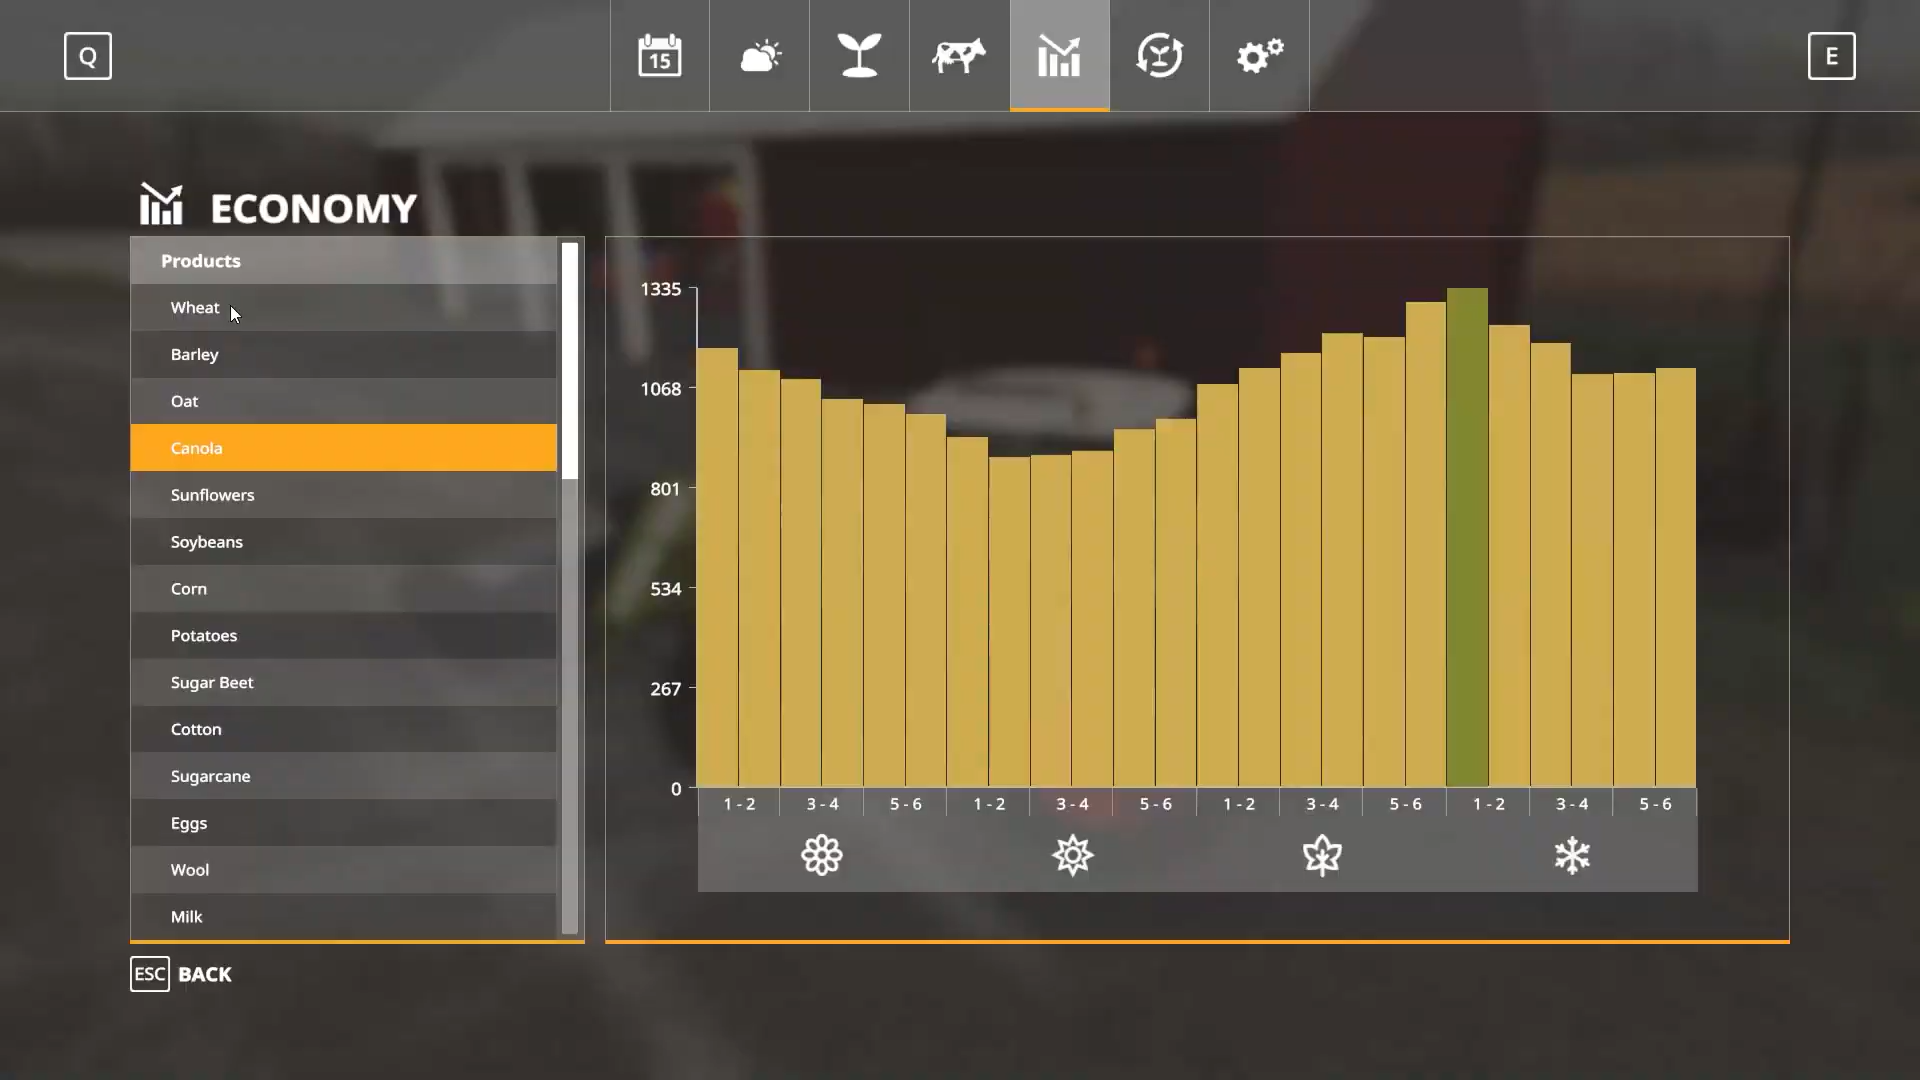 Q
15
E
ECONOMY
Products
Wheat
Barley
Oat
Canola
Sunflowers
Soybeans
Corn
Potatoes
Sugar Beet
Cotton
Sugarcane
Eggs
Wool
Milk
1335
1068
801
534
267
0
1 - 2 3 - 4 5 - 6 1 - 2 3 - 4 5 - 6 1 - 2 3 - 4 5 - 6 1 - 2 3 - 4 5 - 6
ESC BACK